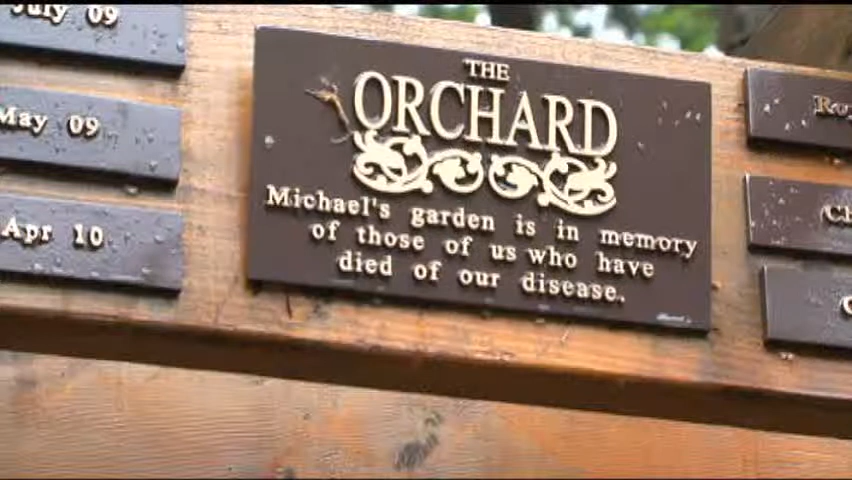 July 09
May 09
Apr 10
THE
ORCHARD
Michael's garden is in memory
of those of us who have
died of our disease.